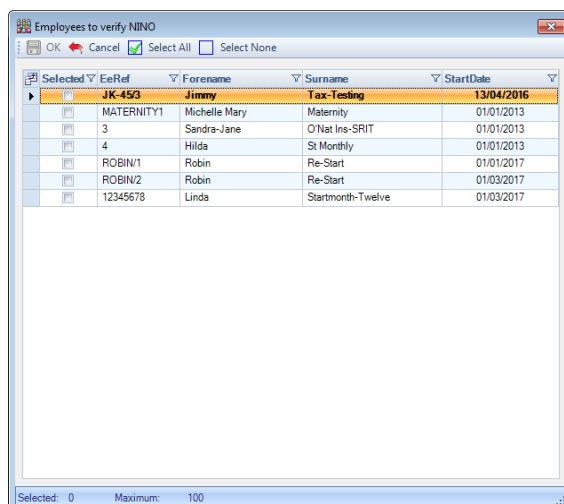 Employees to verify NINO
OK Cancel Select All Select None
Selected EeRef Forename Surname StartDate
JK-45/3 Jimmy Tax-Testing 13/04/2016
MATERNITY1 Michelle Mary Maternity 01/01/2013
3 Sandra-Jane O'Nat Ins-SRIT 01/01/2013
4 Hilda St Monthly 01/01/2013
ROBIN/1 Robin Re-Start 01/01/2017
ROBIN/2 Robin Re-Start 01/03/2017
12345678 Linda Startmonth-Twelve 01/03/2017
Selected: 0 Maximum: 100